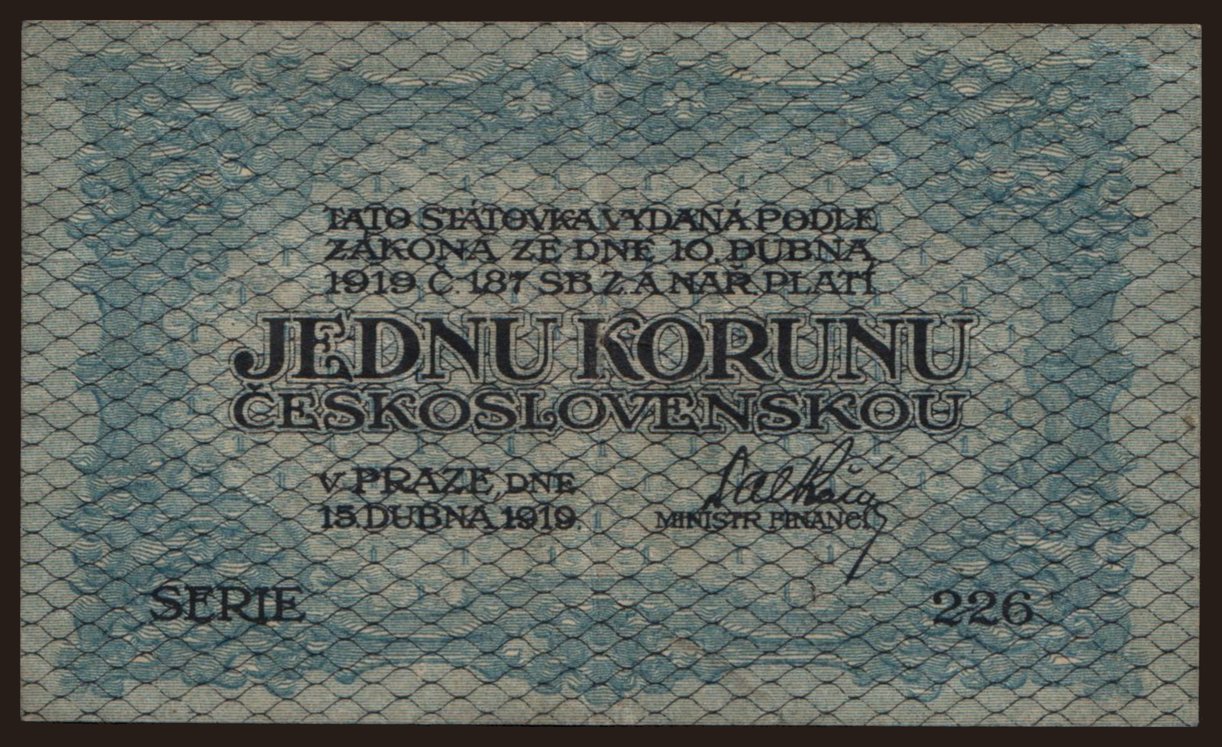 TATO STÁTOVKA VYDANÁ PODLE
ZÁKONA ZE DNE 10. DUBNA
1919 Č. 187 SB. Z. A NAŘ. PLATÍ
JEDNU KORUNU
ČESKOSLOVENSKOU
V PRAZE, DNE
15. DUBNA 1919.
MINISTR FINANCÍ
SERIE 226